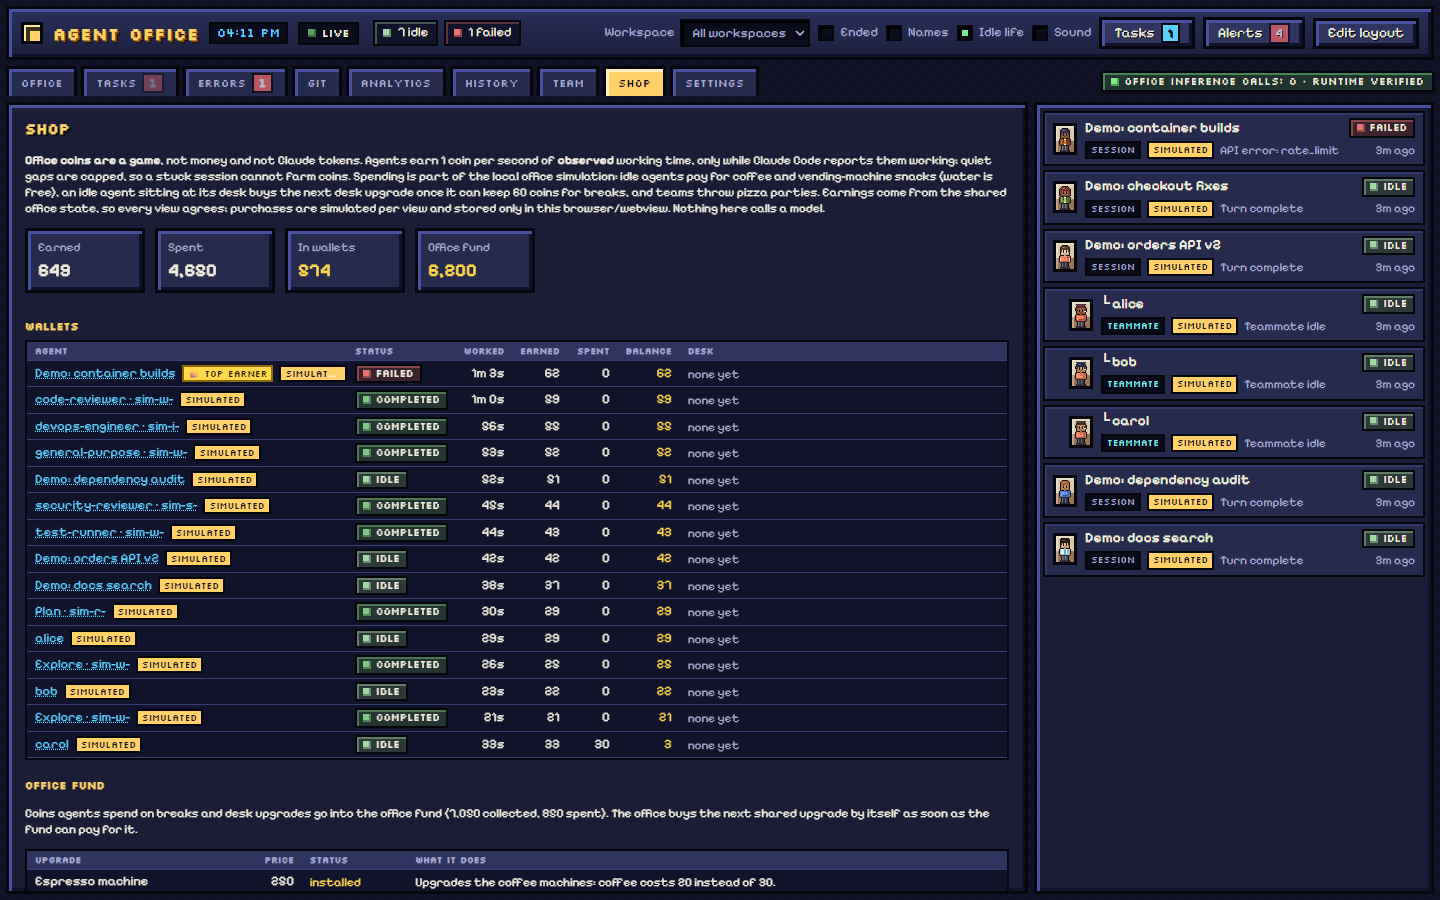 AGENT OFFICE
04:11 PM
LIVE
7 idle
1 failed
Workspace
All workspaces
Ended
Names
Idle life
Sound
Tasks 1
Alerts 4
Edit layout
OFFICE
TASKS 1
ERRORS 1
GIT
ANALYTICS
HISTORY
TEAM
SHOP
SETTINGS
OFFICE INFERENCE CALLS: 0 · RUNTIME VERIFIED
SHOP
Office coins are a game, not money and not Claude tokens. Agents earn 1 coin per second of observed working time, only while Claude Code reports them working; quiet
gaps are capped, so a stuck session cannot farm coins. Spending is part of the local office simulation: idle agents pay for coffee and vending-machine snacks (water is
free), an idle agent sitting at its desk buys the next desk upgrade once it can keep 60 coins for breaks, and teams throw pizza parties. Earnings come from the shared
office state, so every view agrees; purchases are simulated per view and stored only in this browser/webview. Nothing here calls a model.
Earned
649
Spent
4,650
In wallets
574
Office fund
6,200
WALLETS
AGENT STATUS WORKED EARNED SPENT BALANCE DESK
Demo: container builds TOP EARNER SIMULAT… FAILED 1m 3s 62 0 62 none yet
code-reviewer · sim-w- SIMULATED COMPLETED 1m 0s 59 0 59 none yet
devops-engineer · sim-i- SIMULATED COMPLETED 56s 55 0 55 none yet
general-purpose · sim-w- SIMULATED COMPLETED 53s 52 0 52 none yet
Demo: dependency audit SIMULATED IDLE 52s 51 0 51 none yet
security-reviewer · sim-s- SIMULATED COMPLETED 45s 44 0 44 none yet
test-runner · sim-w- SIMULATED COMPLETED 44s 43 0 43 none yet
Demo: orders API v2 SIMULATED IDLE 42s 42 0 42 none yet
Demo: docs search SIMULATED IDLE 38s 37 0 37 none yet
Plan · sim-r- SIMULATED COMPLETED 30s 29 0 29 none yet
alice SIMULATED IDLE 29s 29 0 29 none yet
Explore · sim-w- SIMULATED COMPLETED 26s 25 0 25 none yet
bob SIMULATED IDLE 23s 22 0 22 none yet
Explore · sim-w- SIMULATED COMPLETED 21s 21 0 21 none yet
carol SIMULATED IDLE 33s 33 30 3 none yet
OFFICE FUND
Coins agents spend on breaks and desk upgrades go into the office fund (7,050 collected, 850 spent). The office buys the next shared upgrade by itself as soon as the
fund can pay for it.
UPGRADE PRICE STATUS WHAT IT DOES
Espresso machine 250 installed Upgrades the coffee machines: coffee costs 20 instead of 30.
Demo: container builds FAILED
SESSION SIMULATED API error: rate_limit 3m ago
Demo: checkout fixes IDLE
SESSION SIMULATED Turn complete 3m ago
Demo: orders API v2 IDLE
SESSION SIMULATED Turn complete 3m ago
└ alice IDLE
TEAMMATE SIMULATED Teammate idle 3m ago
└ bob IDLE
TEAMMATE SIMULATED Teammate idle 3m ago
└ carol IDLE
TEAMMATE SIMULATED Teammate idle 3m ago
Demo: dependency audit IDLE
SESSION SIMULATED Turn complete 3m ago
Demo: docs search IDLE
SESSION SIMULATED Turn complete 3m ago